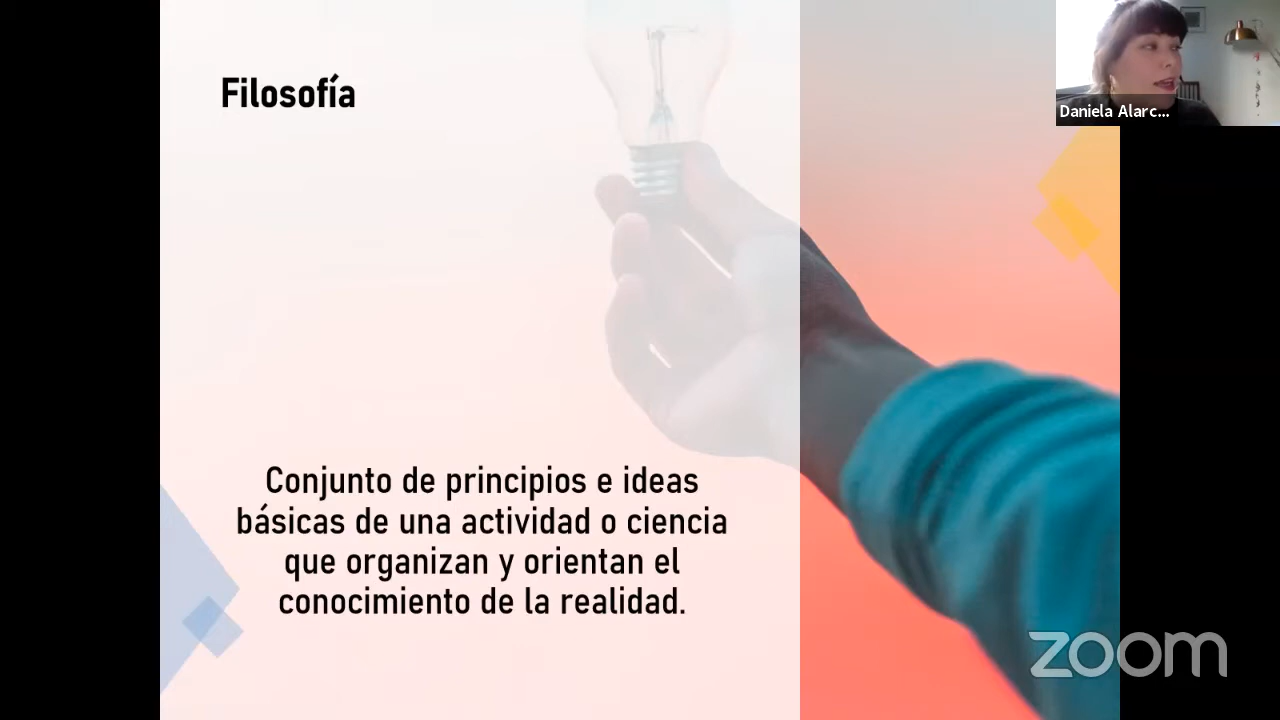 Filosofía
Daniela Alarc...
Conjunto de principios e ideas
básicas de una actividad o ciencia
que organizan y orientan el
conocimiento de la realidad.
zoom